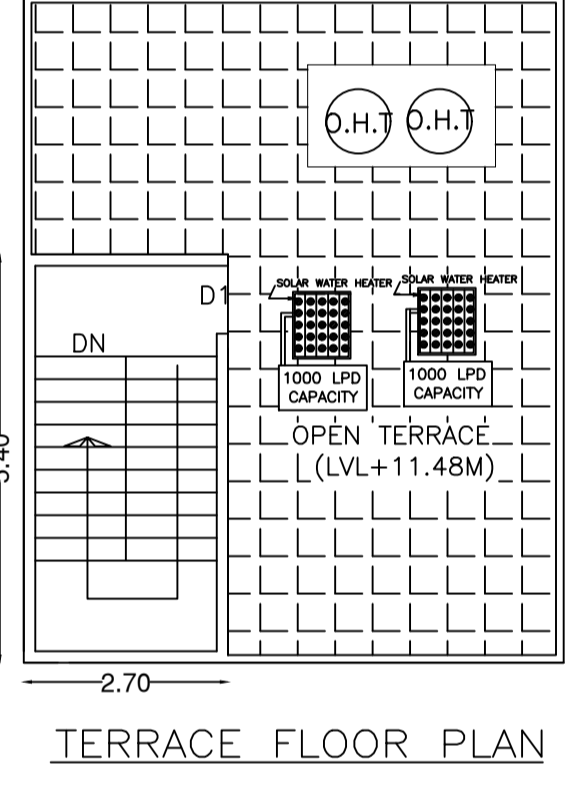 O.H.T O.H.T
SOLAR WATER HEATER SOLAR WATER HEATER
D1
DN
1000 LPD
CAPACITY
1000 LPD
CAPACITY
OPEN TERRACE
(LVL+11.48M)
2.70
TERRACE FLOOR PLAN